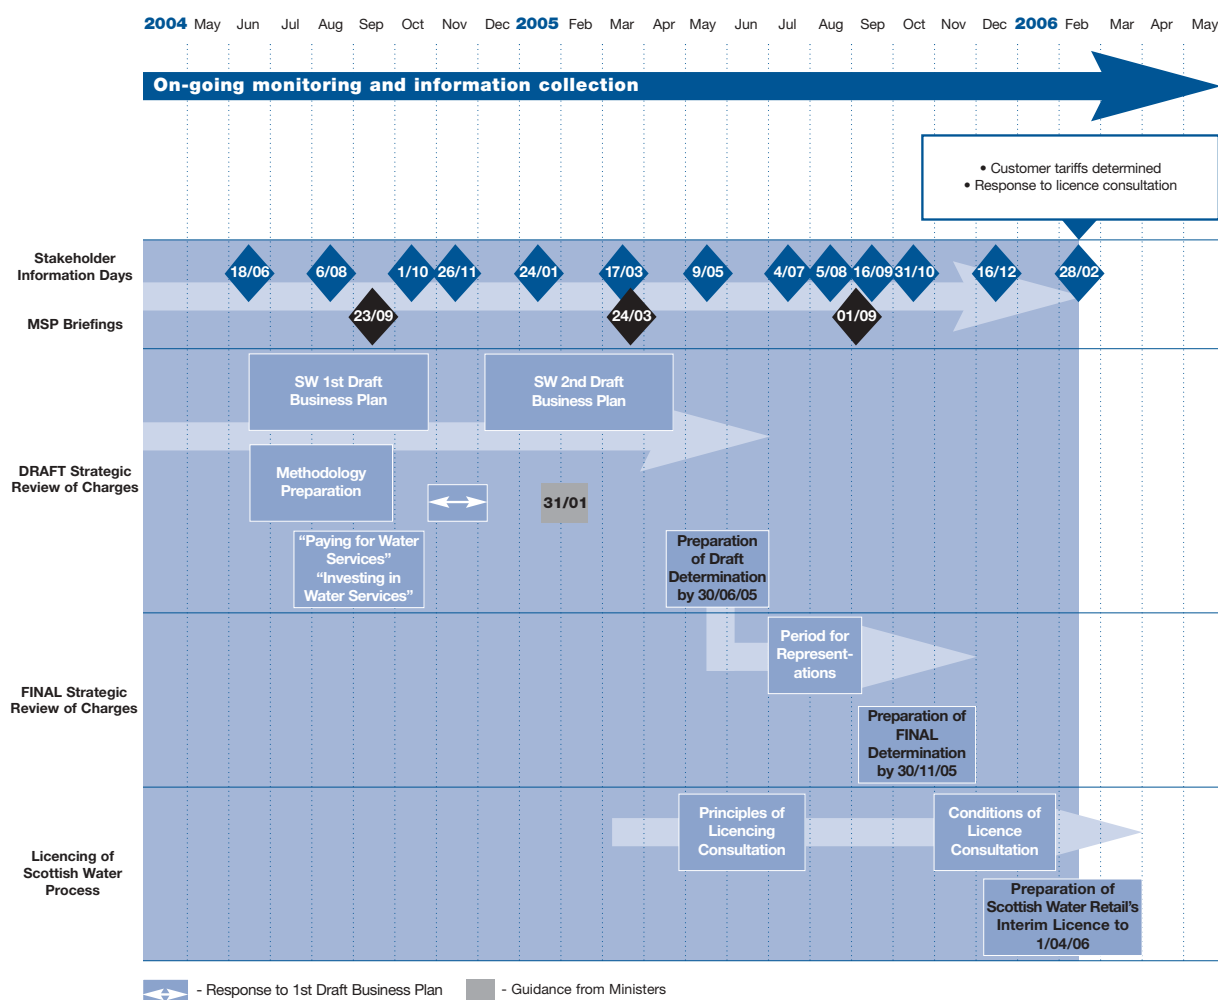 2004 May Jun Jul Aug Sep Oct Nov Dec 2005 Feb Mar Apr May Jun Jul Aug Sep Oct Nov Dec 2006 Feb Mar Apr May
On-going monitoring and information collection
• Customer tariffs determined
• Response to licence consultation
Stakeholder
Information Days
18/06 6/08 1/10 26/11 24/01 17/03 9/05 4/07 5/08 16/09 31/10 16/12 28/02
MSP Briefings
23/09 24/03 01/09
DRAFT Strategic
Review of Charges
SW 1st Draft
Business Plan
SW 2nd Draft
Business Plan
Methodology
Preparation
31/01
“Paying for Water
Services”
“Investing in
Water Services”
Preparation
of Draft
Determination
by 30/06/05
FINAL Strategic
Review of Charges
Period for
Represent-
ations
Preparation of
FINAL
Determination
by 30/11/05
Licencing of
Scottish Water
Process
Principles of
Licencing
Consultation
Conditions of
Licence
Consultation
Preparation of
Scottish Water Retail’s
Interim Licence to
1/04/06
- Response to 1st Draft Business Plan
- Guidance from Ministers